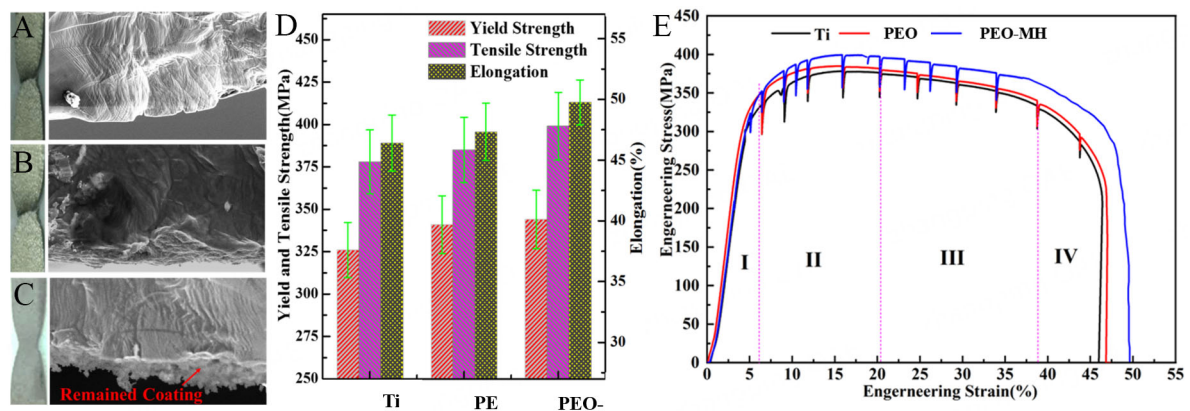 A
B
C
Remained Coating
D
Yield Strength
Tensile Strength
Elongation
Yield and Tensile Strength(MPa)
450
425
400
375
350
325
300
275
250
Elongation(%)
55
50
45
40
35
30
Ti
PE
PEO-
E
Ti
PEO
PEO-MH
Engerneering Stress(MPa)
450
400
350
300
250
200
150
100
50
0
I
II
III
IV
0
5
10
15
20
25
30
35
40
45
50
55
Engerneering Strain(%)